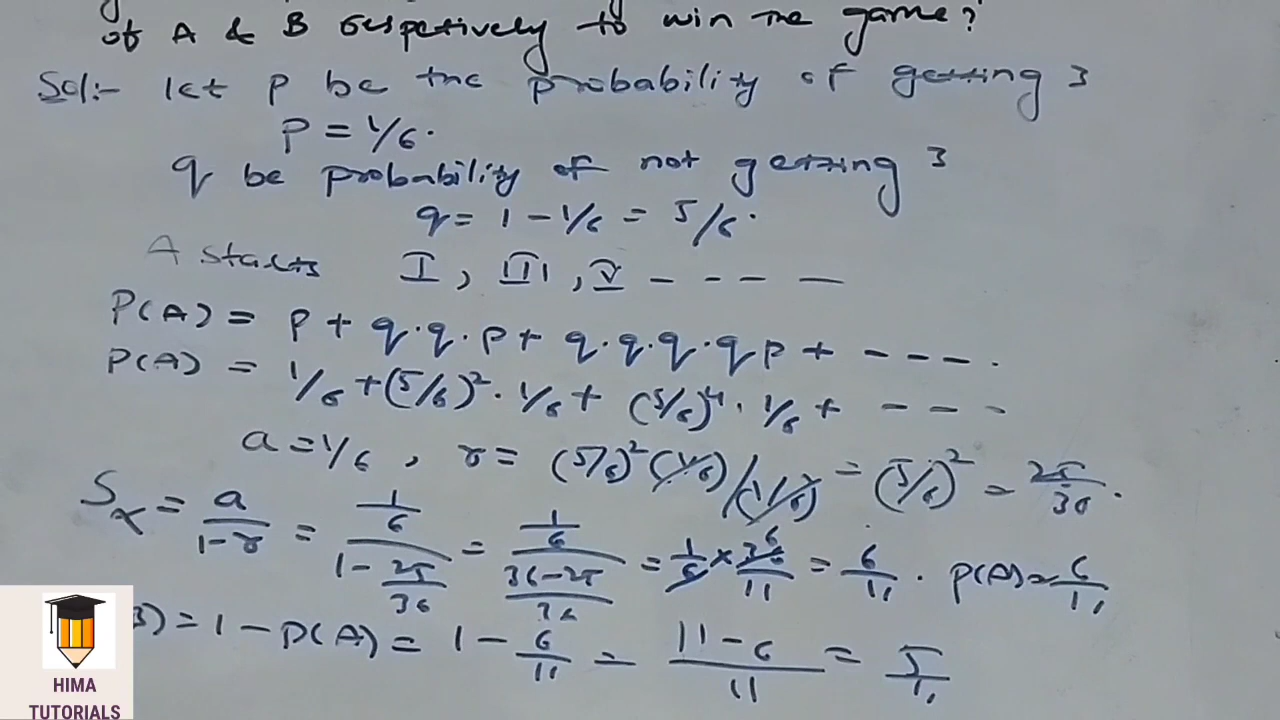 of A & B respetively to win the game?
Sol:- let p be the probability of getting 3
P = 1/6.
q be probability of not getting 3
q = 1 - 1/6 = 5/6.
A starts I, III, V - - - -
P(A) = p + q.q.p + q.q.q.qp + - - - - .
P(A) = 1/6 + (5/6)². 1/6 + (5/6)⁴. 1/6 + - - -
a = 1/6 , r = (5/6)² (1/6)/(1/6) = (5/6)² = 25/36 .
S∝ = a/1-r = 1/6/1-25/36 = 1/6/36-25/36 = 1/6 × 36/11 = 6/11 . P(A) = 6/11
3) = 1 - P(A) = 1 - 6/11 = 11-6/11 = 5/11
HIMA
TUTORIALS